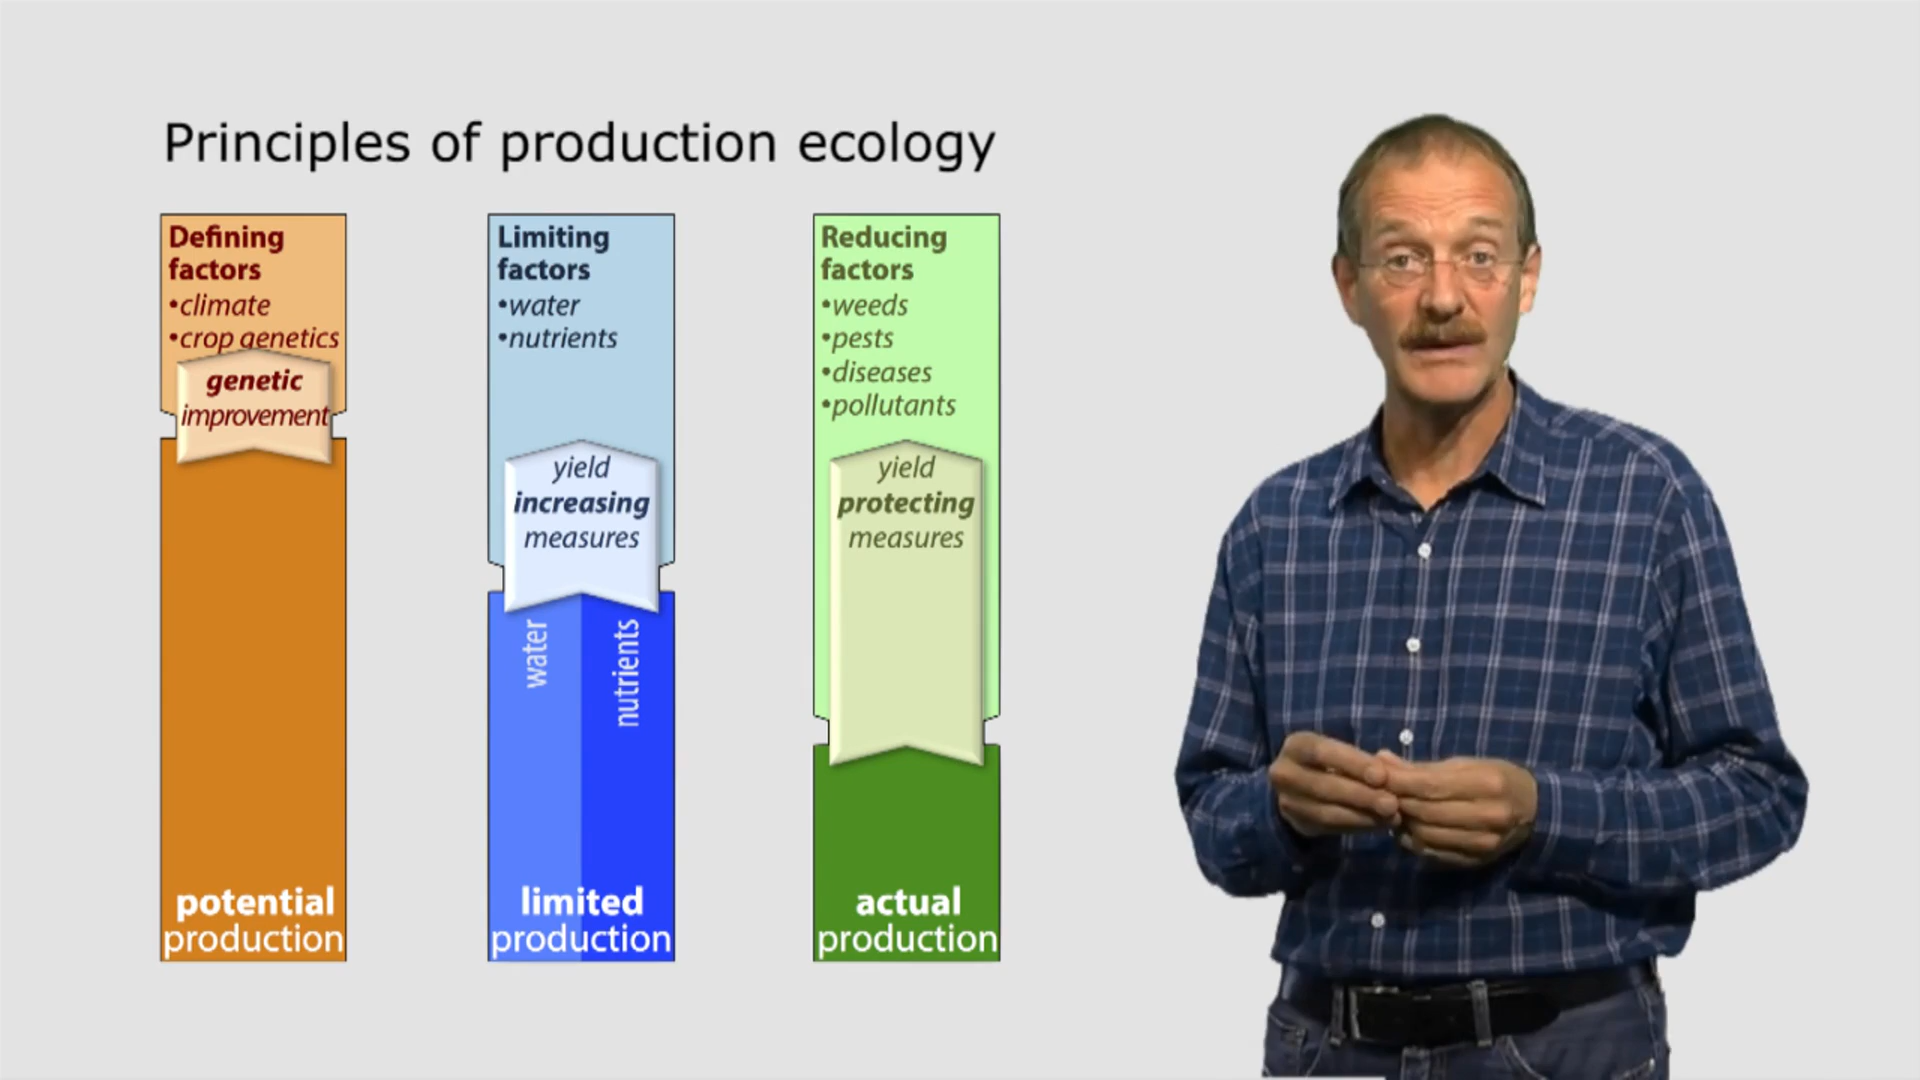 Principles of production ecology
Defining
factors
•climate
•crop genetics
genetic
improvement
potential
production
Limiting
factors
•water
•nutrients
yield
increasing
measures
water
nutrients
limited
production
Reducing
factors
•weeds
•pests
•diseases
•pollutants
yield
protecting
measures
actual
production